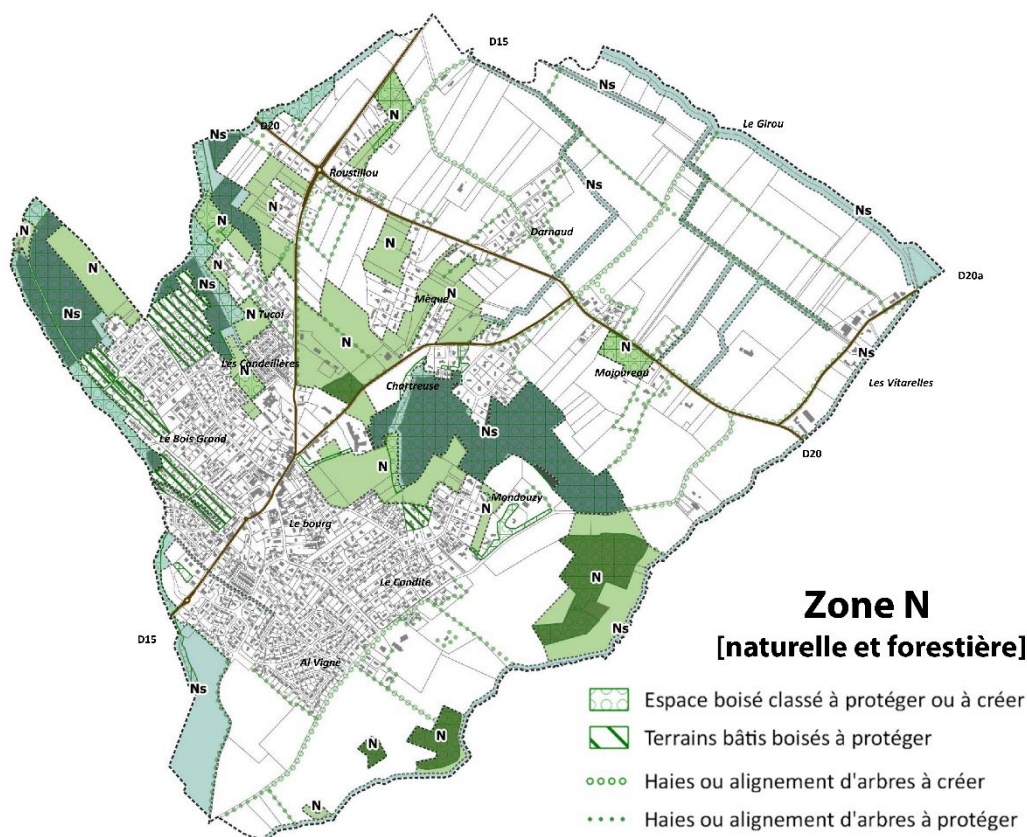 D15
Ns
Le Girou
N
Ns
D20
Roustillou
Ns
Ns
N
N
N
Darnaud
N
N
D20a
Ns
N
Mèque
Ns
N
Tucol
N
Les Candeillères
N
Majoureau
Ns
N
Chartreuse
Les Vitarelles
Ns
Le Bois Grand
D20
N
Mondouzy
N
Le bourg
Le Candite
N
Ns
D15
Al Vigne
Ns
N
N
N
Zone N
[naturelle et forestière]
Espace boisé classé à protéger ou à créer
Terrains bâtis boisés à protéger
Haies ou alignement d'arbres à créer
Haies ou alignement d'arbres à protéger